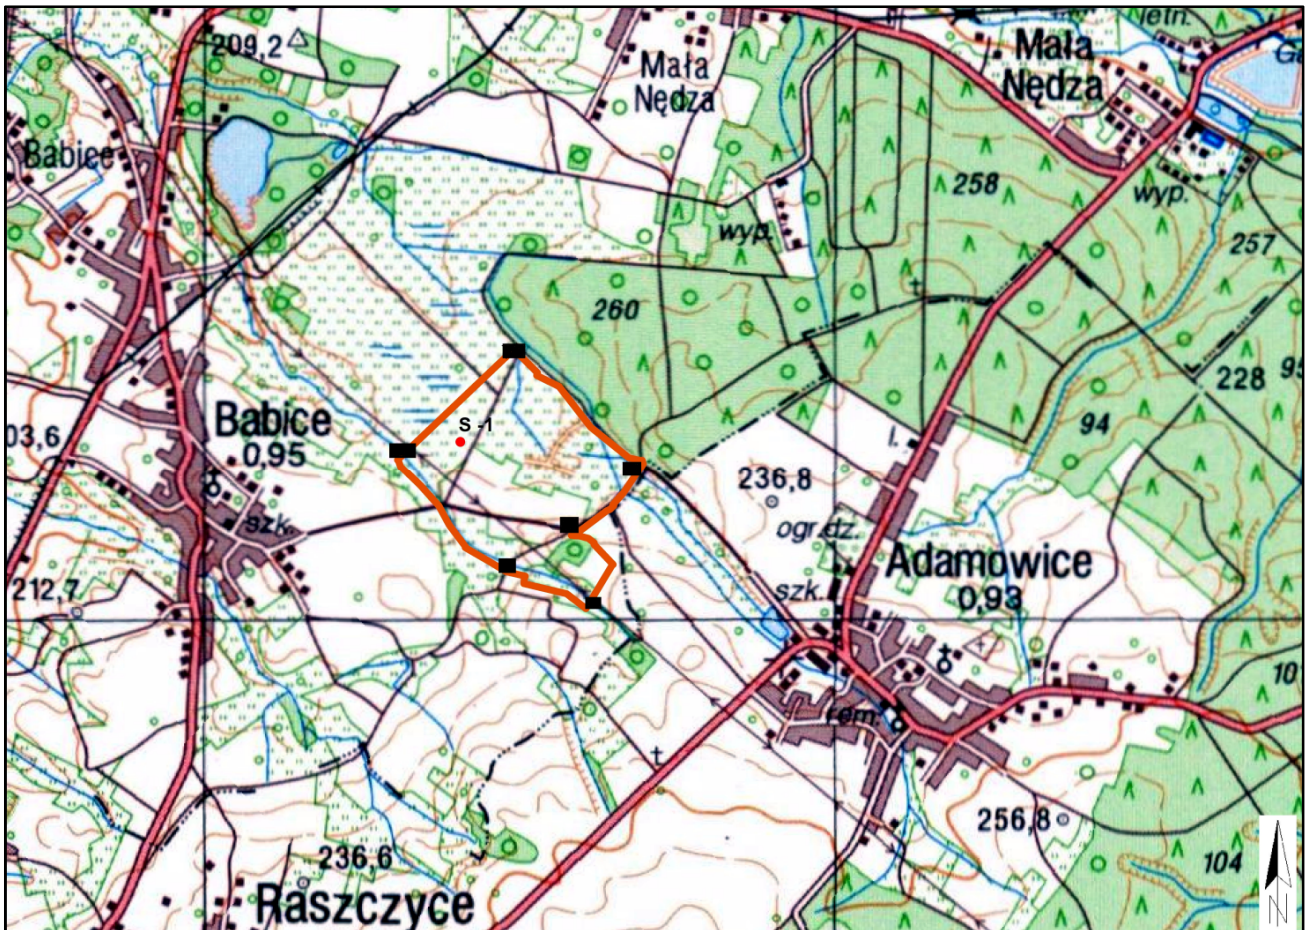 letn.
209,2
Mała
Nędza
Mała
Nędza
Babice
258
wyp.
wyp.
257
260
228
Babice
0,95
S -1
03,6
l.
94
95
236,8
szk.
ogr.dz.
Adamowice
0,93
212,7
szk.
101
rem.
256,8
236,6
104
Raszczyce
N